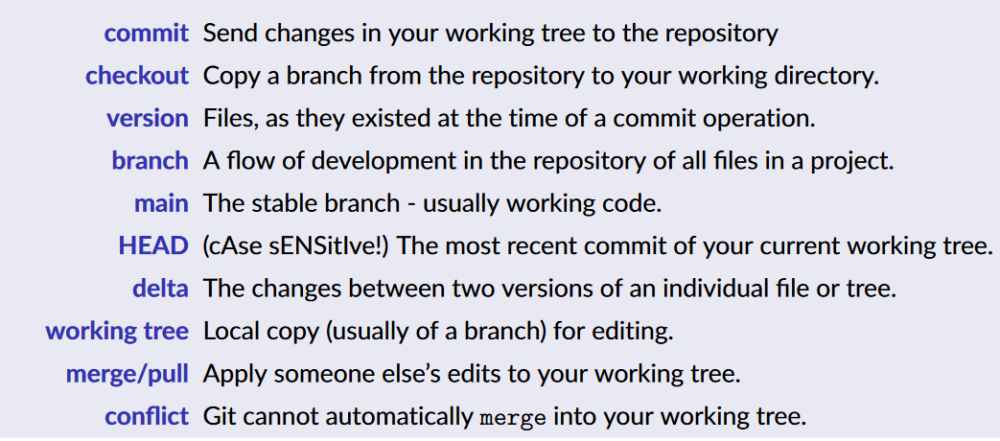 commit Send changes in your working tree to the repository
checkout Copy a branch from the repository to your working directory.
version Files, as they existed at the time of a commit operation.
branch A flow of development in the repository of all files in a project.
main The stable branch - usually working code.
HEAD (cAse sENSitIve!) The most recent commit of your current working tree.
delta The changes between two versions of an individual file or tree.
working tree Local copy (usually of a branch) for editing.
merge/pull Apply someone else’s edits to your working tree.
conflict Git cannot automatically merge into your working tree.